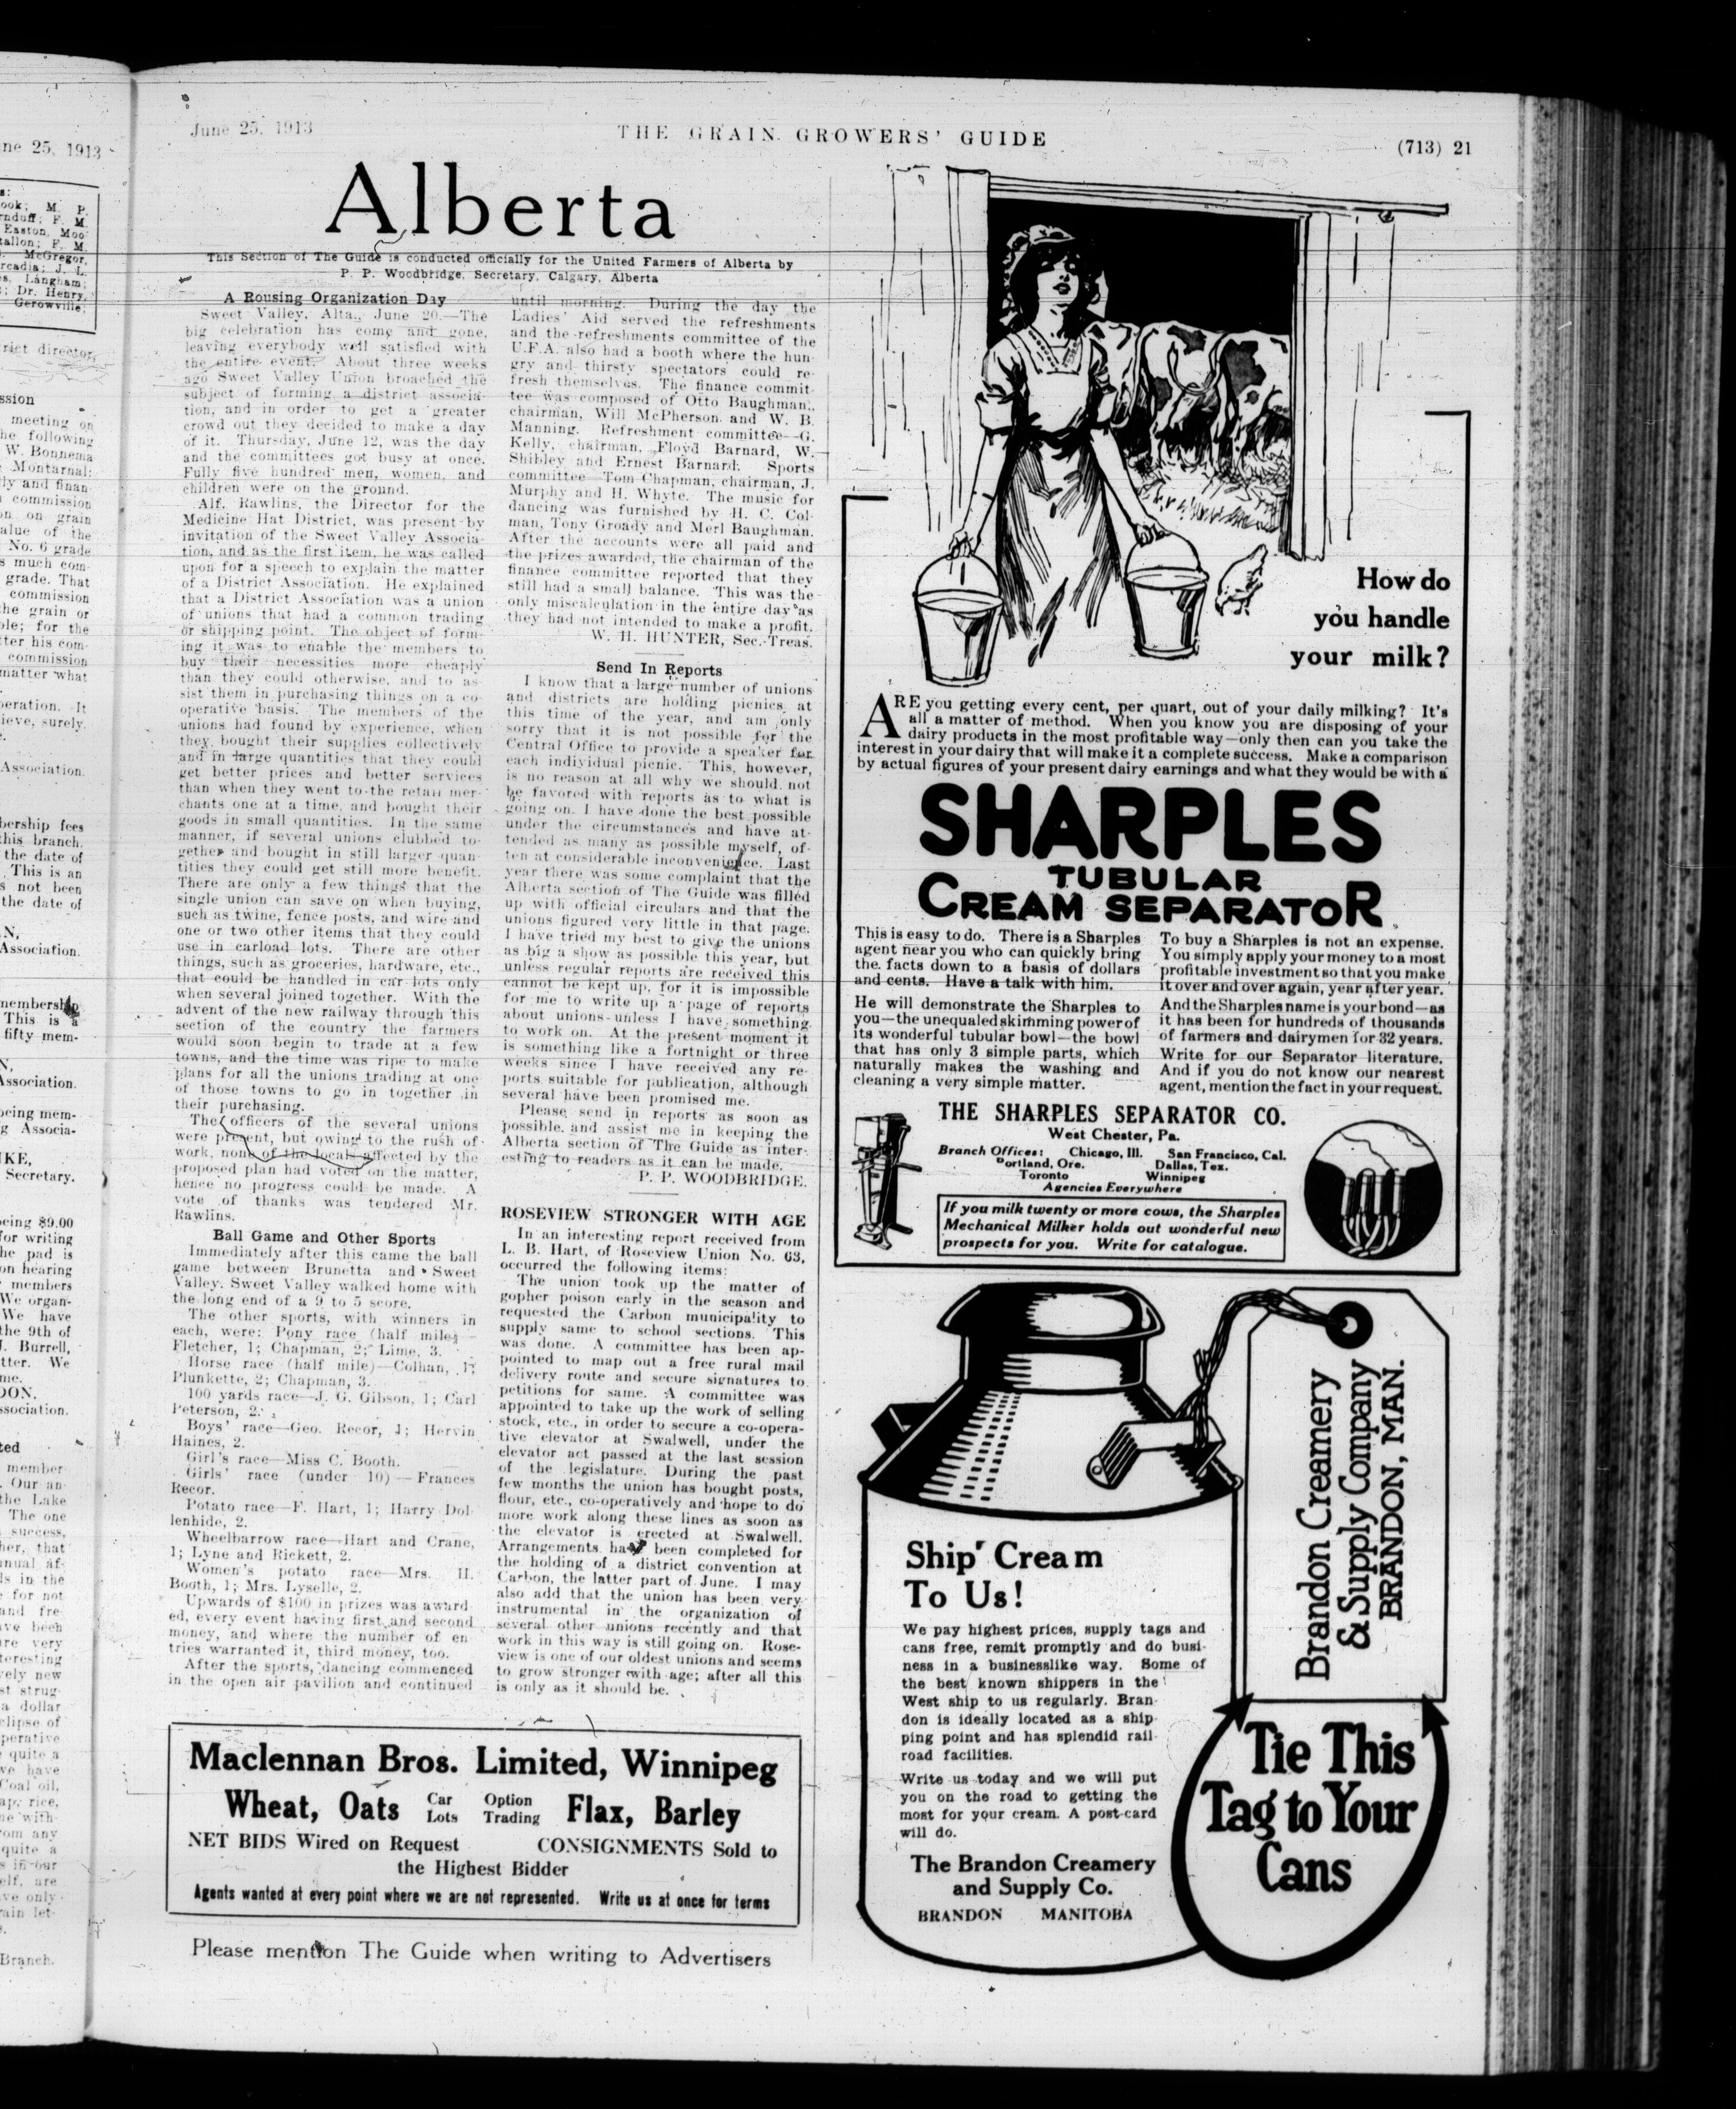 June 25, 1913
THE GRAIN GROWERS' GUIDE
(713) 21
Alberta
This Section of The Guide is conducted officially for the United Farmers of Alberta by
P. P. Woodbridge, Secretary, Calgary, Alberta
A Rousing Organization Day
Sweet Valley, Alta., June 20.—The
big celebration has come and gone,
leaving everybody well satisfied with
the entire event. About three weeks
ago Sweet Valley Union broached the
subject of forming a district associa-
tion, and in order to get a greater
crowd out they decided to make a day
of it. Thursday, June 12, was the day
and the committees got busy at once.
Fully five hundred men, women, and
children were on the ground.
Alf. Rawlins, the Director for the
Medicine Hat District, was present by
invitation of the Sweet Valley Associa-
tion, and as the first item, he was called
upon for a speech to explain the matter
of a District Association. He explained
that a District Association was a union
of unions that had a common trading
or shipping point. The object of form-
ing it was to enable the members to
buy their necessities more cheaply
than they could otherwise, and to as-
sist them in purchasing things on a co-
operative basis. The members of the
unions had found by experience, when
they bought their supplies collectively
and in large quantities that they could
get better prices and better services
than when they went to the retail mer-
chants one at a time, and bought their
goods in small quantities. In the same
manner, if several unions clubbed to-
gether and bought in still larger quan-
tities they could get still more benefit.
There are only a few things that the
single union can save on when buying,
such as twine, fence posts, and wire and
one or two other items that they could
use in carload lots. There are other
things, such as groceries, hardware, etc.,
that could be handled in car lots only
when several joined together. With the
advent of the new railway through this
section of the country the farmers
would soon begin to trade at a few
towns, and the time was ripe to make
plans for all the unions trading at one
of those towns to go in together in
their purchasing.
The officers of the several unions
were present, but owing to the rush of
work, none of the locals affected by the
proposed plan had voted on the matter,
hence no progress could be made. A
vote of thanks was tendered Mr.
Rawlins.
Ball Game and Other Sports
Immediately after this came the ball
game between Brunetta and Sweet
Valley. Sweet Valley walked home with
the long end of a 9 to 5 score.
The other sports, with winners in
each, were: Pony race (half mile)—
Fletcher, 1; Chapman, 2; Lime, 3.
Horse race (half mile)—Colhan, 1;
Plunkette, 2; Chapman, 3.
100 yards race—J. G. Gibson, 1; Carl
Peterson, 2.
Boys' race—Geo. Recor, 1; Hervin
Haines, 2.
Girl's race—Miss C. Booth.
Girls' race (under 10)—Frances
Recor.
Potato race—F. Hart, 1; Harry Dol-
lenhide, 2.
Wheelbarrow race—Hart and Crane,
1; Lyne and Rickett, 2.
Women's potato race—Mrs. H.
Booth, 1; Mrs. Lyselle, 2.
Upwards of $100 in prizes was award-
ed, every event having first and second
money, and where the number of en-
tries warranted it, third money, too.
After the sports, dancing commenced
in the open air pavilion and continued
until morning. During the day the
Ladies' Aid served the refreshments
and the refreshments committee of the
U.F.A. also had a booth where the hun-
gry and thirsty spectators could re-
fresh themselves. The finance commit-
tee was composed of Otto Baughman,
chairman, Will McPherson and W. B.
Manning. Refreshment committee—G.
Kelly, chairman, Floyd Barnard, W.
Shibley and Ernest Barnard. Sports
committee Tom Chapman, chairman, J.
Murphy and H. Whyte. The music for
dancing was furnished by H. C. Col-
man, Tony Groady and Merl Baughman.
After the accounts were all paid and
the prizes awarded, the chairman of the
finance committee reported that they
still had a small balance. This was the
only miscalculation in the entire day as
they had not intended to make a profit.
W. H. HUNTER, Sec.-Treas.
Send In Reports
I know that a large number of unions
and districts are holding picnics at
this time of the year, and am only
sorry that it is not possible for the
Central Office to provide a speaker for
each individual picnic. This, however,
is no reason at all why we should not
be favored with reports as to what is
going on. I have done the best possible
under the circumstances and have at-
tended as many as possible myself, of-
ten at considerable inconvenience. Last
year there was some complaint that the
Alberta section of The Guide was filled
up with official circulars and that the
unions figured very little in that page.
I have tried my best to give the unions
as big a show as possible this year, but
unless regular reports are received this
cannot be kept up, for it is impossible
for me to write up a page of reports
about unions unless I have something
to work on. At the present moment it
is something like a fortnight or three
weeks since I have received any re-
ports suitable for publication, although
several have been promised me.
Please send in reports as soon as
possible and assist me in keeping the
Alberta section of The Guide as inter-
esting to readers as it can be made.
P. P. WOODBRIDGE.
ROSEVIEW STRONGER WITH AGE
In an interesting report received from
L. B. Hart, of Roseview Union No. 63,
occurred the following items:
The union took up the matter of
gopher poison early in the season and
requested the Carbon municipality to
supply same to school sections. This
was done. A committee has been ap-
pointed to map out a free rural mail
delivery route and secure signatures to
petitions for same. A committee was
appointed to take up the work of selling
stock, etc., in order to secure a co-opera-
tive elevator at Swalwell, under the
elevator act passed at the last session
of the legislature. During the past
few months the union has bought posts,
flour, etc., co-operatively and hope to do
more work along these lines as soon as
the elevator is erected at Swalwell.
Arrangements have been completed for
the holding of a district convention at
Carbon, the latter part of June. I may
also add that the union has been very
instrumental in the organization of
several other unions recently and that
work in this way is still going on. Rose-
view is one of our oldest unions and seems
to grow stronger with age; after all this
is only as it should be.
Maclennan Bros. Limited, Winnipeg
Wheat, Oats Car Lots Option Trading Flax, Barley
NET BIDS Wired on Request CONSIGNMENTS Sold to
the Highest Bidder
Agents wanted at every point where we are not represented. Write us at once for terms
Please mention The Guide when writing to Advertisers
How do
you handle
your milk?
ARE you getting every cent, per quart, out of your daily milking? It's
all a matter of method. When you know you are disposing of your
dairy products in the most profitable way—only then can you take the
interest in your dairy that will make it a complete success. Make a comparison
by actual figures of your present dairy earnings and what they would be with a
SHARPLES
TUBULAR
CREAM SEPARATOR
This is easy to do. There is a Sharples
agent near you who can quickly bring
the facts down to a basis of dollars
and cents. Have a talk with him.
He will demonstrate the Sharples to
you—the unequaled skimming power of
its wonderful tubular bowl—the bowl
that has only 3 simple parts, which
naturally makes the washing and
cleaning a very simple matter.
To buy a Sharples is not an expense.
You simply apply your money to a most
profitable investment so that you make
it over and over again, year after year.
And the Sharples name is your bond—as
it has been for hundreds of thousands
of farmers and dairymen for 32 years.
Write for our Separator literature.
And if you do not know our nearest
agent, mention the fact in your request.
THE SHARPLES SEPARATOR CO.
West Chester, Pa.
Branch Offices: Chicago, Ill. San Francisco, Cal.
Portland, Ore. Dallas, Tex.
Toronto Winnipeg
Agencies Everywhere
If you milk twenty or more cows, the Sharples
Mechanical Milker holds out wonderful new
prospects for you. Write for catalogue.
Brandon Creamery
& Supply Company
BRANDON, MAN.
Ship Cream
To Us!
We pay highest prices, supply tags and
cans free, remit promptly and do busi-
ness in a businesslike way. Some of
the best known shippers in the
West ship to us regularly. Bran-
don is ideally located as a ship-
ping point and has splendid rail-
road facilities.
Write us today and we will put
you on the road to getting the
most for your cream. A post-card
will do.
The Brandon Creamery
and Supply Co.
BRANDON MANITOBA
Tie This
Tag to Your
Cans